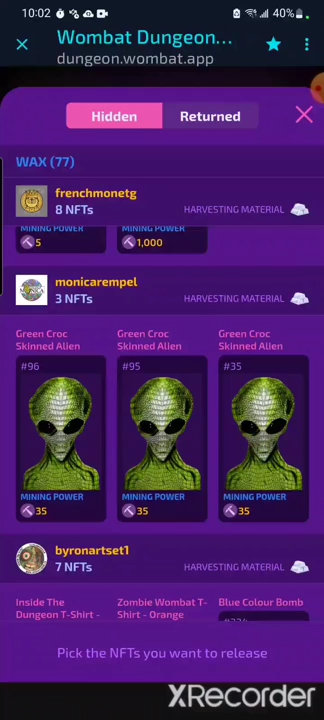 10:02
40%
Wombat Dungeon...
dungeon.wombat.app
Hidden
Returned
WAX (77)
frenchmonetg
8 NFTs
HARVESTING MATERIAL
MINING POWER
MINING POWER
5
1,000
monicarempel
3 NFTs
HARVESTING MATERIAL
Green Croc
Skinned Alien
Green Croc
Skinned Alien
Green Croc
Skinned Alien
#96
#95
#35
MINING POWER
MINING POWER
MINING POWER
35
35
35
byronartset1
7 NFTs
HARVESTING MATERIAL
Inside The
Dungeon T-Shirt -
Zombie Wombat T-
Shirt - Orange
Blue Colour Bomb
Pick the NFTs you want to release
XRecorder